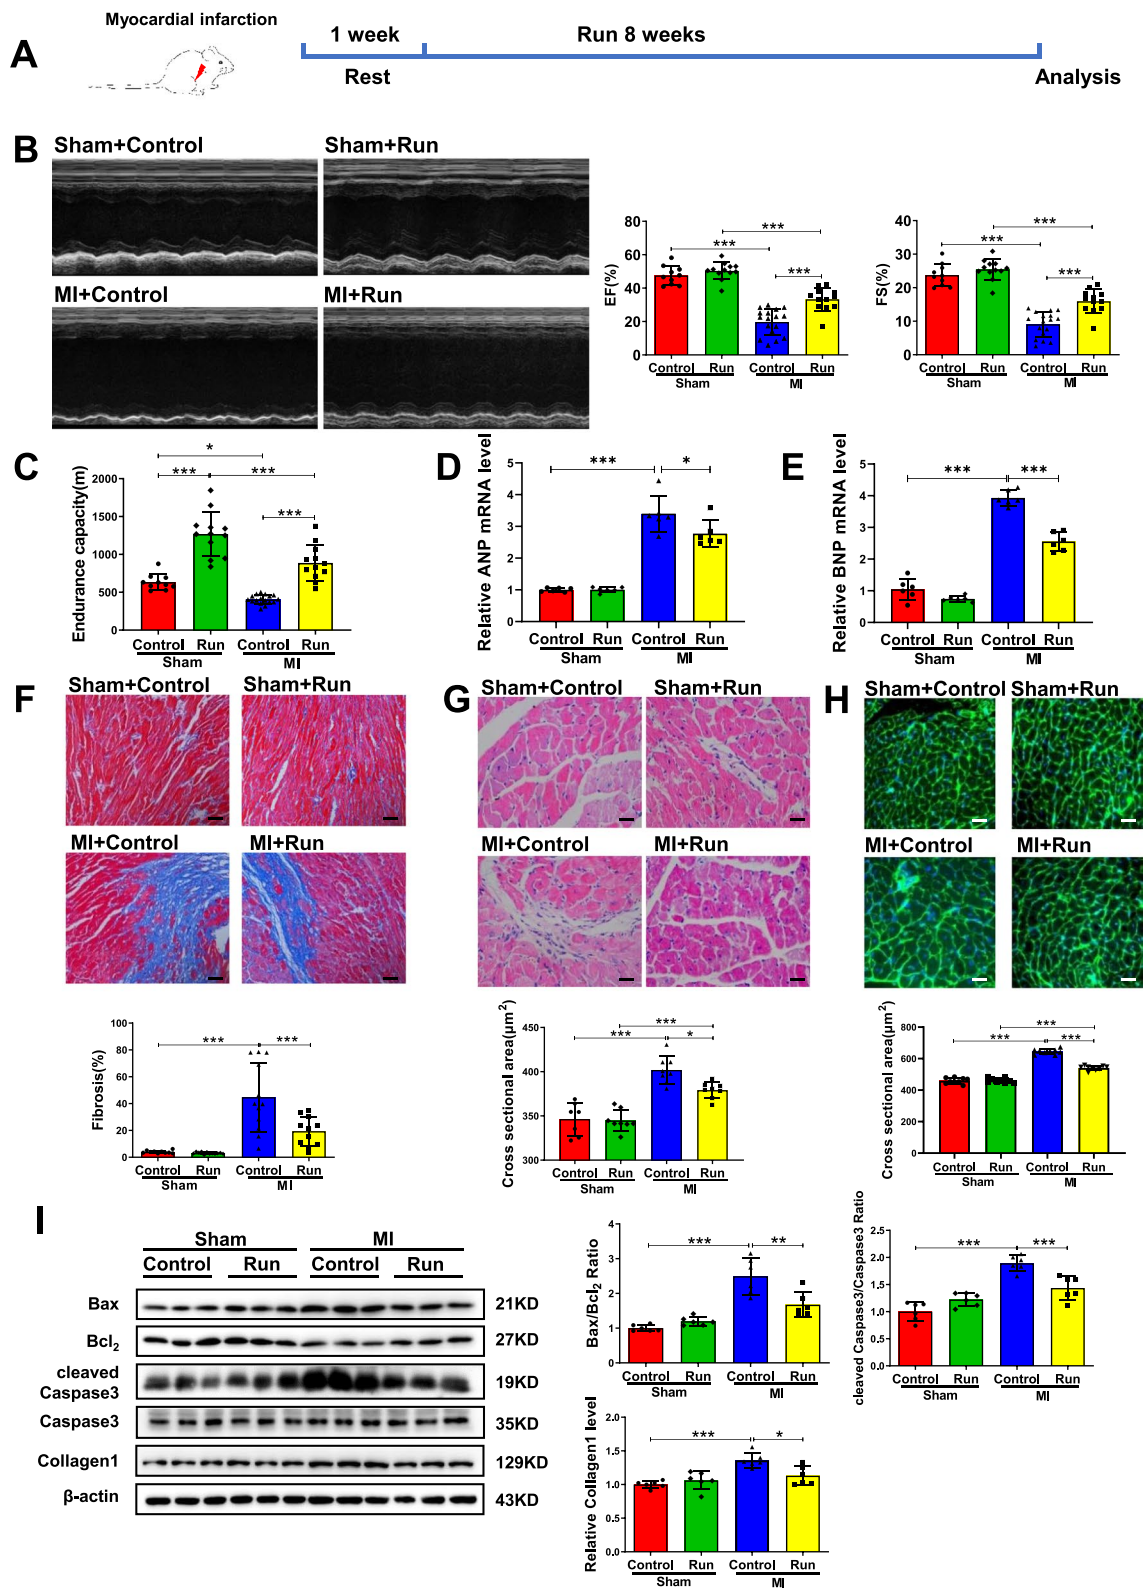 A
Myocardial infarction
1 week
Run 8 weeks
Rest
Analysis
B
Sham+Control
Sham+Run
MI+Control
MI+Run
EF(%)
80
60
40
20
0
***
***
***
Control
Run
Control
Run
Sham
MI
FS(%)
40
30
20
10
0
***
***
***
Control
Run
Control
Run
Sham
MI
C
Endurance capacity(m)
2000
1500
1000
500
0
*
***
***
***
Control
Run
Control
Run
Sham
MI
D
Relative ANP mRNA level
5
4
3
2
1
0
***
*
Control
Run
Control
Run
Sham
MI
E
Relative BNP mRNA level
5
4
3
2
1
0
***
***
Control
Run
Control
Run
Sham
MI
F
Sham+Control
Sham+Run
MI+Control
MI+Run
Fibrosis(%)
100
80
60
40
20
0
***
***
Control
Run
Control
Run
Sham
MI
G
Sham+Control
Sham+Run
MI+Control
MI+Run
Cross sectional area(µm²)
450
400
350
300
***
***
*
Control
Run
Control
Run
Sham
MI
H
Sham+Control
Sham+Run
MI+Control
MI+Run
Cross sectional area(µm²)
800
600
400
200
0
***
***
***
Control
Run
Control
Run
Sham
MI
I
Sham
MI
Control
Run
Control
Run
Bax
21KD
Bcl₂
27KD
cleaved
Caspase3
19KD
Caspase3
35KD
Collagen1
129KD
β-actin
43KD
Bax/Bcl₂ Ratio
4
3
2
1
0
***
**
Control
Run
Control
Run
Sham
MI
cleaved Caspase3/Caspase3 Ratio
2.5
2.0
1.5
1.0
0.5
0.0
***
***
Control
Run
Control
Run
Sham
MI
Relative Collagen1 level
2.0
1.5
1.0
0.5
0.0
***
*
Control
Run
Control
Run
Sham
MI